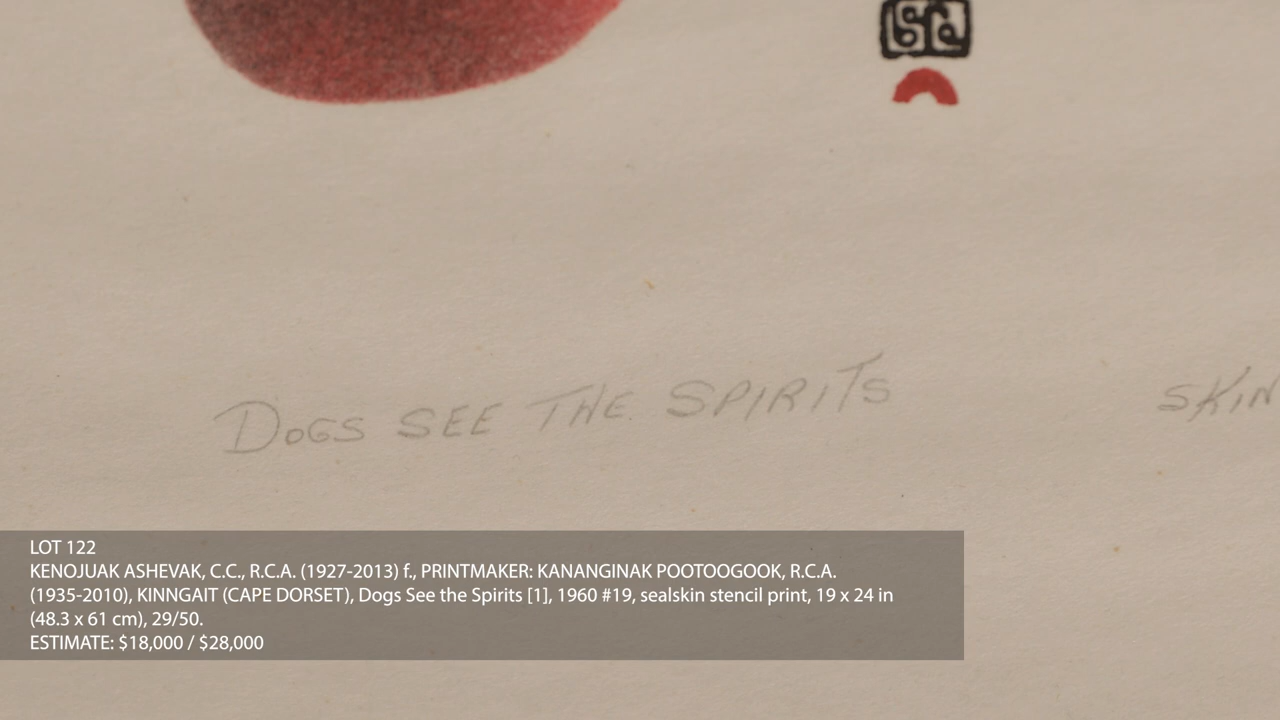 DOGS SEE THE SPIRITS
SKIN
LOT 122
KENOJUAK ASHEVAK, C.C., R.C.A. (1927-2013) f., PRINTMAKER: KANANGINAK POOTOOGOOK, R.C.A.
(1935-2010), KINNGAIT (CAPE DORSET), Dogs See the Spirits [1], 1960 #19, sealskin stencil print, 19 x 24 in
(48.3 x 61 cm), 29/50.
ESTIMATE: $18,000 / $28,000